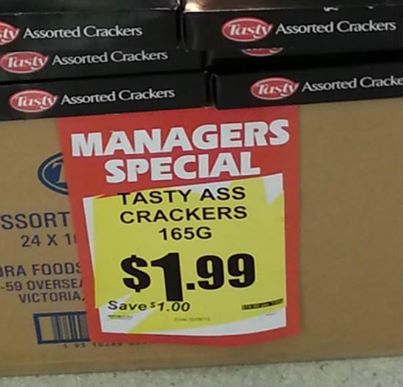 Tasty Assorted Crackers
Tasty Assorted Crackers
Tasty Assorted Crackers
Tasty Assorted Crackers
Tasty Assorted Cracke
MANAGERS
SPECIAL
TASTY ASS
CRACKERS
165G
$1.99
Save $1.00
SSORT
24 X 1
RA FOODS
-59 OVERSEA
VICTORIA,